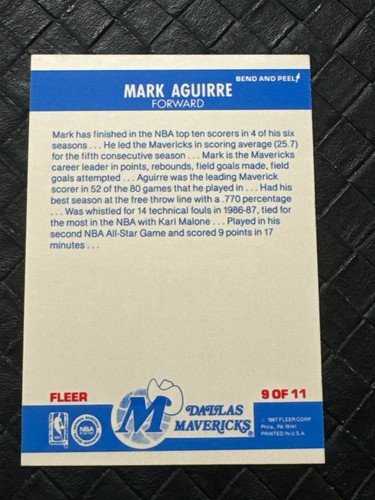 BEND AND PEEL
MARK AGUIRRE
FORWARD
Mark has finished in the NBA top ten scorers in 4 of his six
seasons . . . He led the Mavericks in scoring average (25.7)
for the fifth consecutive season . . . Mark is the Mavericks
career leader in points, rebounds, field goals made, field
goals attempted . . . Aguirre was the leading Maverick
scorer in 52 of the 80 games that he played in . . . Had his
best season at the free throw line with a .770 percentage
. . . Was whistled for 14 technical fouls in 1986-87, tied for
the most in the NBA with Karl Malone . . . Played in his
second NBA All-Star Game and scored 9 points in 17
minutes . . .
FLEER
9 OF 11
M
DALLAS
MAVERICKS
NBA
© 1987 FLEER CORP
Phila., PA 19141
PRINTED IN U.S.A.